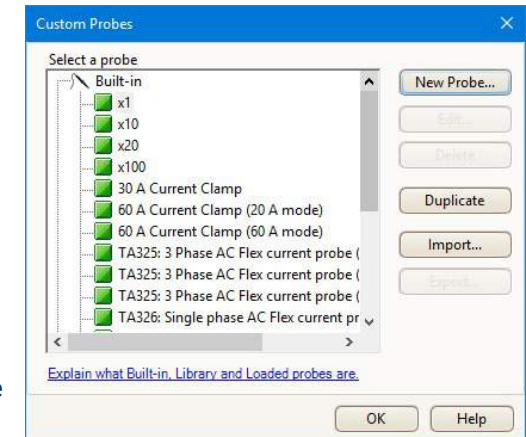 Custom Probes
Select a probe
Built-in
x1
x10
x20
x100
30 A Current Clamp
60 A Current Clamp (20 A mode)
60 A Current Clamp (60 A mode)
TA325: 3 Phase AC Flex current probe (
TA325: 3 Phase AC Flex current probe (
TA325: 3 Phase AC Flex current probe (
TA326: Single phase AC Flex current pr
New Probe...
Edit...
Delete
Duplicate
Import...
Export...
Explain what Built-in, Library and Loaded probes are.
OK
Help
e